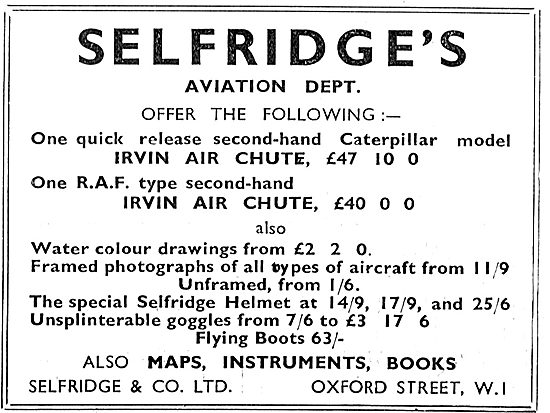 SELFRIDGE'S
AVIATION DEPT.
OFFER THE FOLLOWING :—
One quick release second-hand Caterpillar model
IRVIN AIR CHUTE, £47 10 0
One R.A.F. type second-hand
IRVIN AIR CHUTE, £40 0 0
also
Water colour drawings from £2 2 0.
Framed photographs of all types of aircraft from 11/9
Unframed, from 1/6.
The special Selfridge Helmet at 14/9, 17/9, and 25/6
Unsplinterable goggles from 7/6 to £3 17 6
Flying Boots 63/-
ALSO MAPS, INSTRUMENTS, BOOKS
SELFRIDGE & CO. LTD. OXFORD STREET, W.1